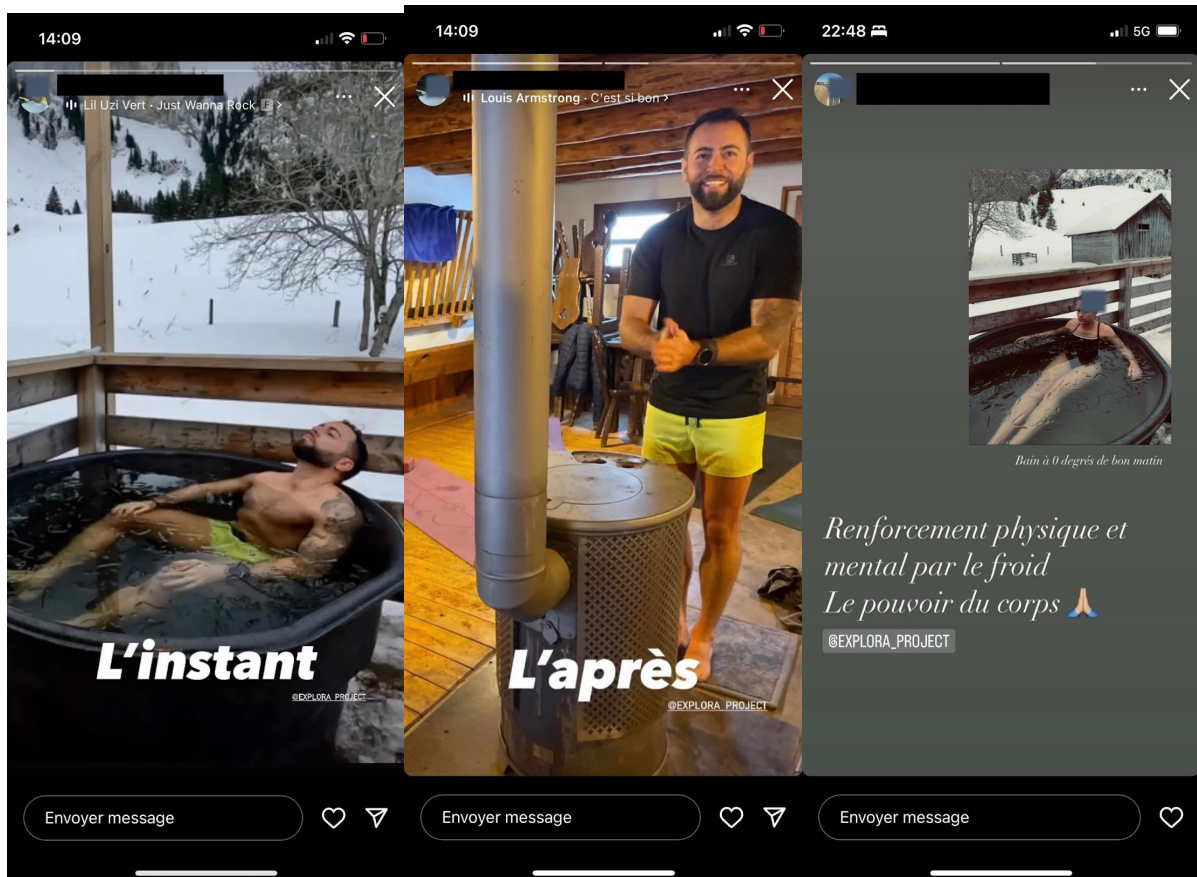 14:09
Lil Uzi Vert · Just Wanna Rock E >
L'instant
@EXPLORA_PROJECT
Envoyer message
14:09
Louis Armstrong · C'est si bon >
L'après
@EXPLORA_PROJECT
Envoyer message
22:48
5G
Bain à 0 degrés de bon matin
Renforcement physique et
mental par le froid
Le pouvoir du corps 🙏🏼
@EXPLORA_PROJECT
Envoyer message